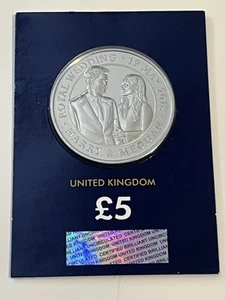 ROYAL WEDDING · 19 MAY 2018
HARRY & MEGHAN
UNITED KINGDOM
£5
CERTIFIED BRILLIANT UNCIRCULATED